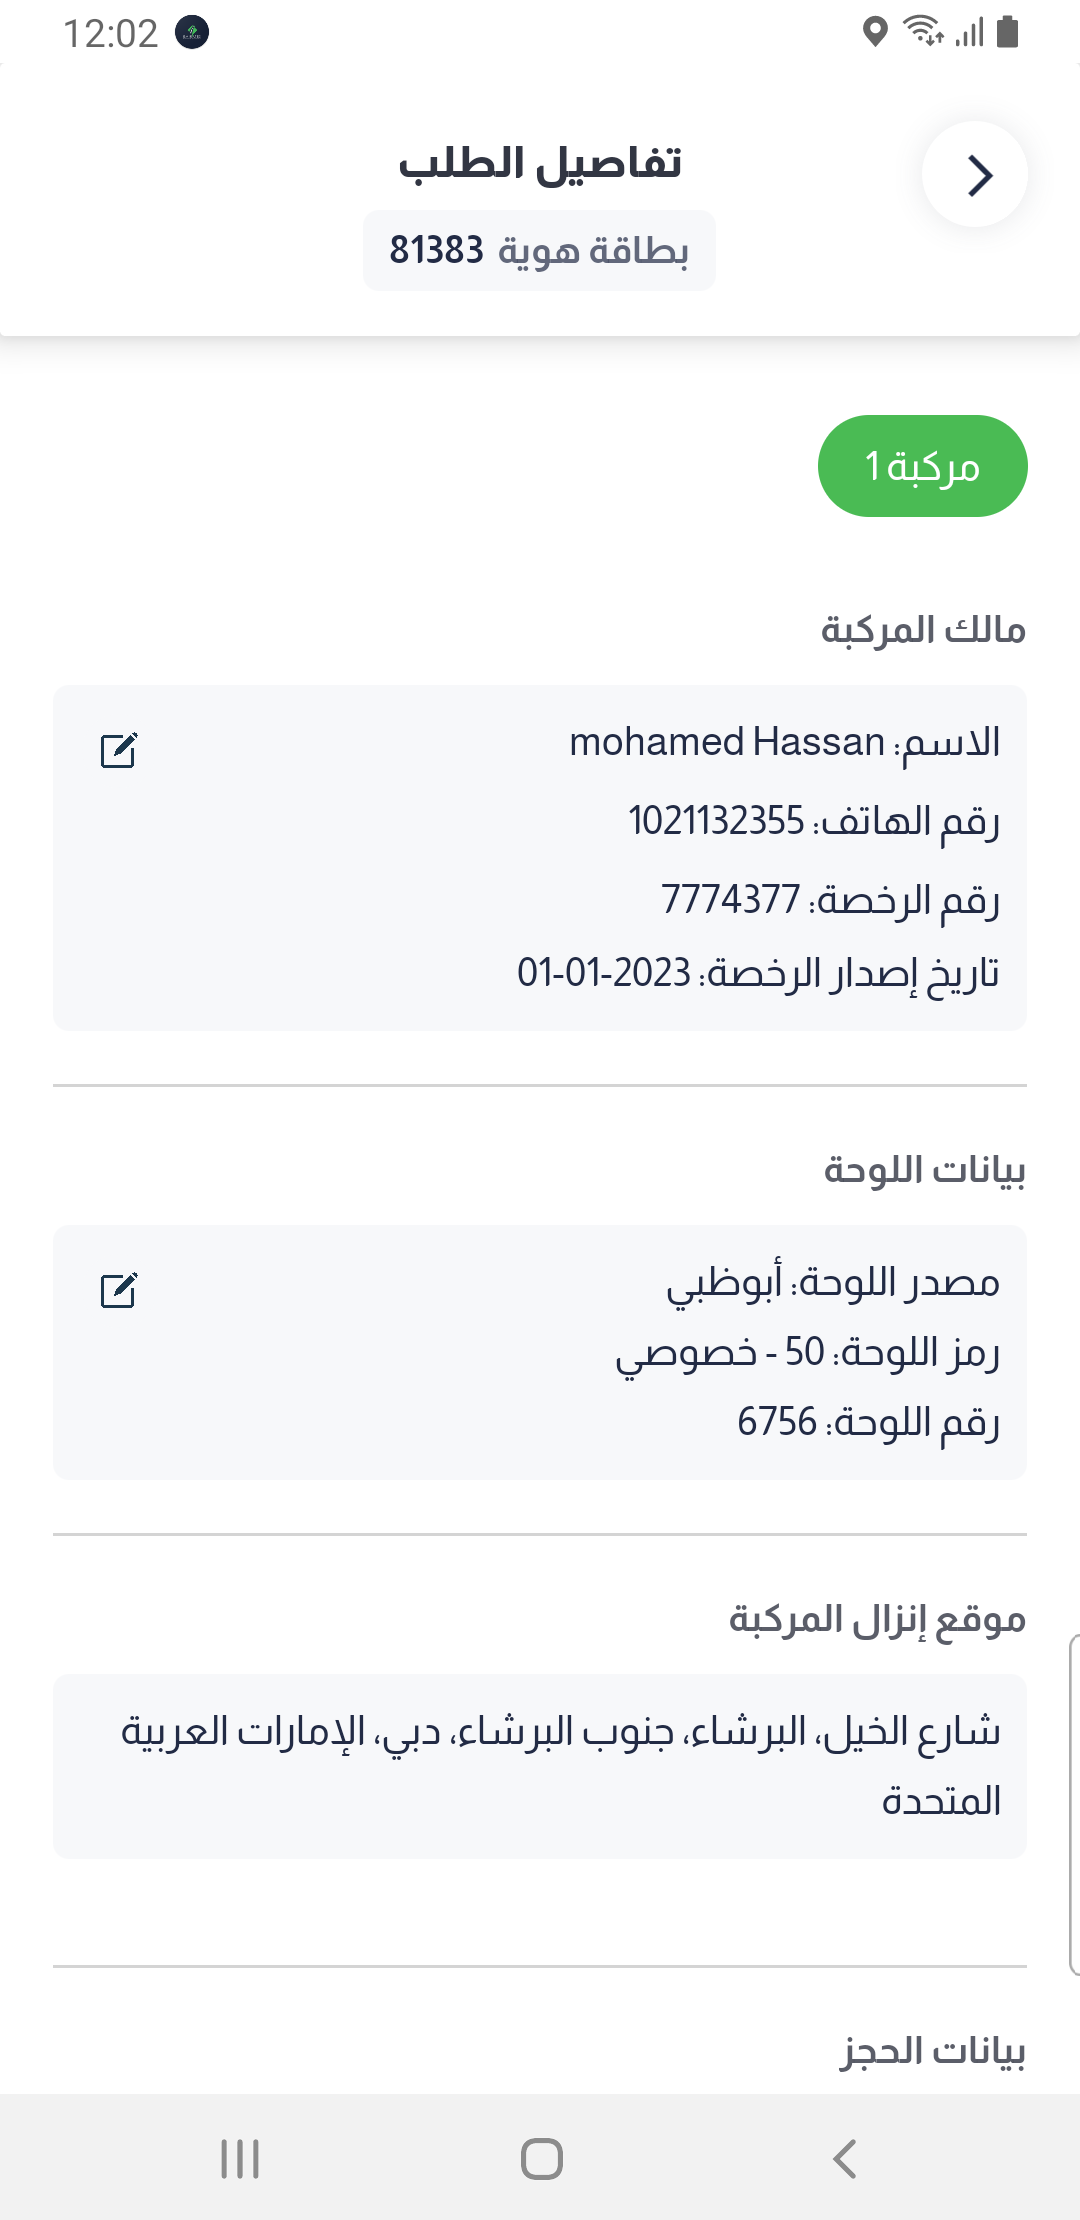 12:02
تفاصيل الطلب
بطاقة هوية 81383
مركبة 1
مالك المركبة
الاسم: mohamed Hassan
رقم الهاتف: 1021132355
رقم الرخصة: 7774377
تاريخ إصدار الرخصة: 2023-01-01
بيانات اللوحة
مصدر اللوحة: أبوظبي
رمز اللوحة: 50 - خصوصي
رقم اللوحة: 6756
موقع إنزال المركبة
شارع الخيل، البرشاء، جنوب البرشاء، دبي، الإمارات العربية
المتحدة
بيانات الحجز